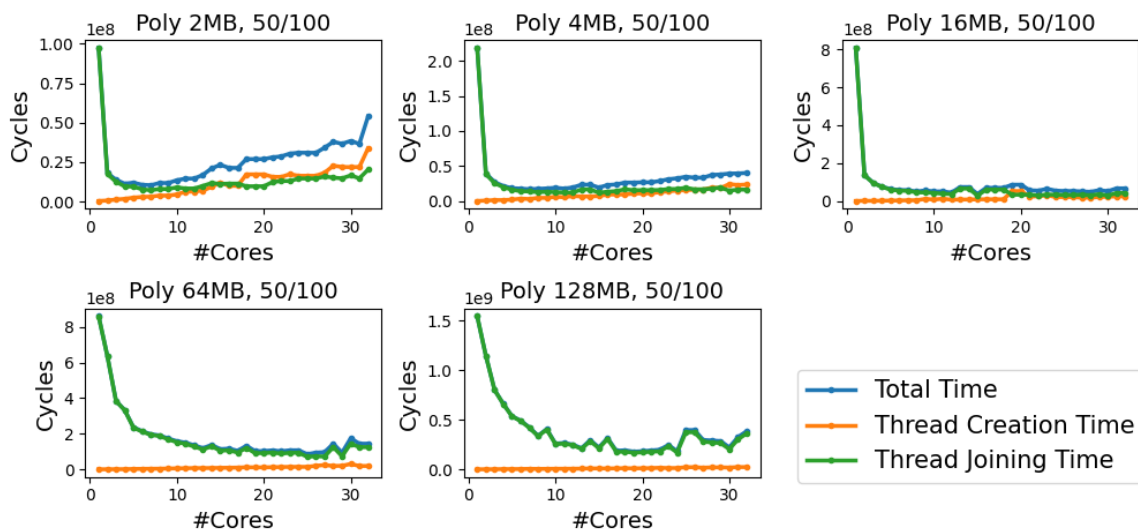 Poly 2MB, 50/100
1e8
1.00
0.75
0.50
0.25
0.00
Cycles
0 10 20 30
#Cores
Poly 4MB, 50/100
1e8
2.0
1.5
1.0
0.5
0.0
Cycles
0 10 20 30
#Cores
Poly 16MB, 50/100
1e8
8
6
4
2
0
Cycles
0 10 20 30
#Cores
Poly 64MB, 50/100
1e8
8
6
4
2
0
Cycles
0 10 20 30
#Cores
Poly 128MB, 50/100
1e9
1.5
1.0
0.5
0.0
Cycles
0 10 20 30
#Cores
Total Time
Thread Creation Time
Thread Joining Time